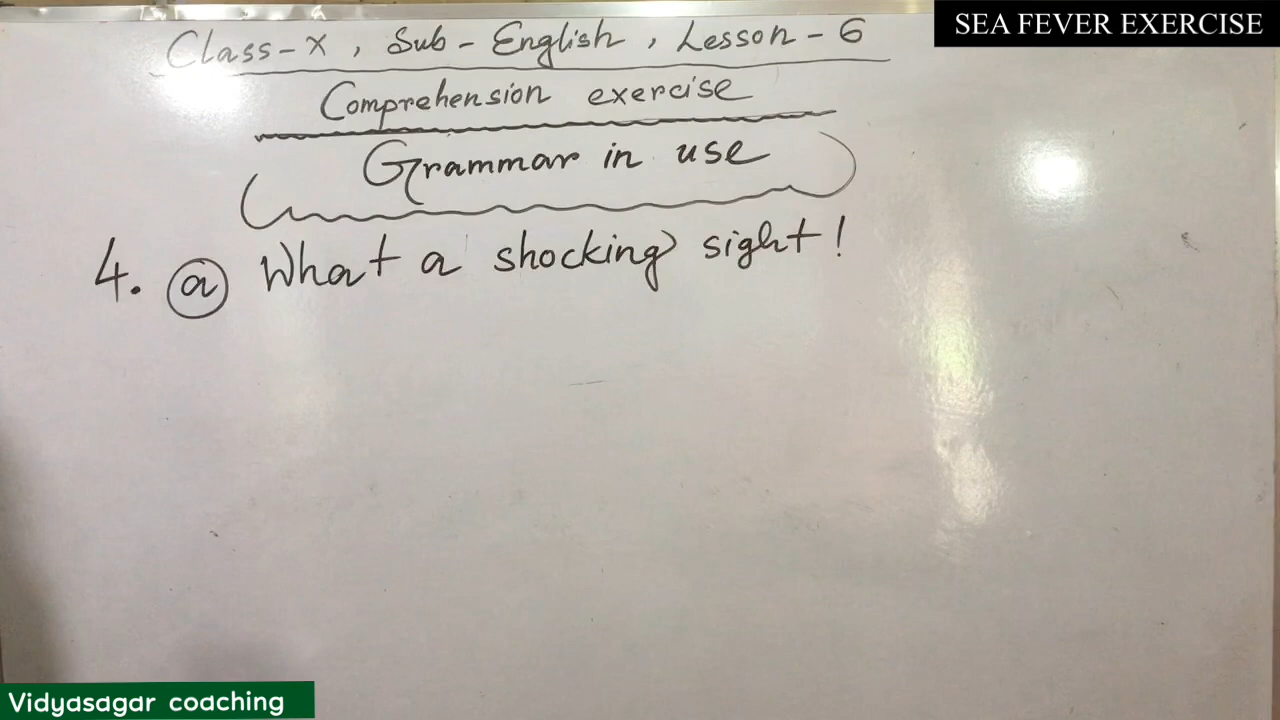 SEA FEVER EXERCISE
Class-X, Sub-English, Lesson-6
Comprehension exercise
Grammar in use
4. (a) What a shocking sight!
Vidyasagar coaching